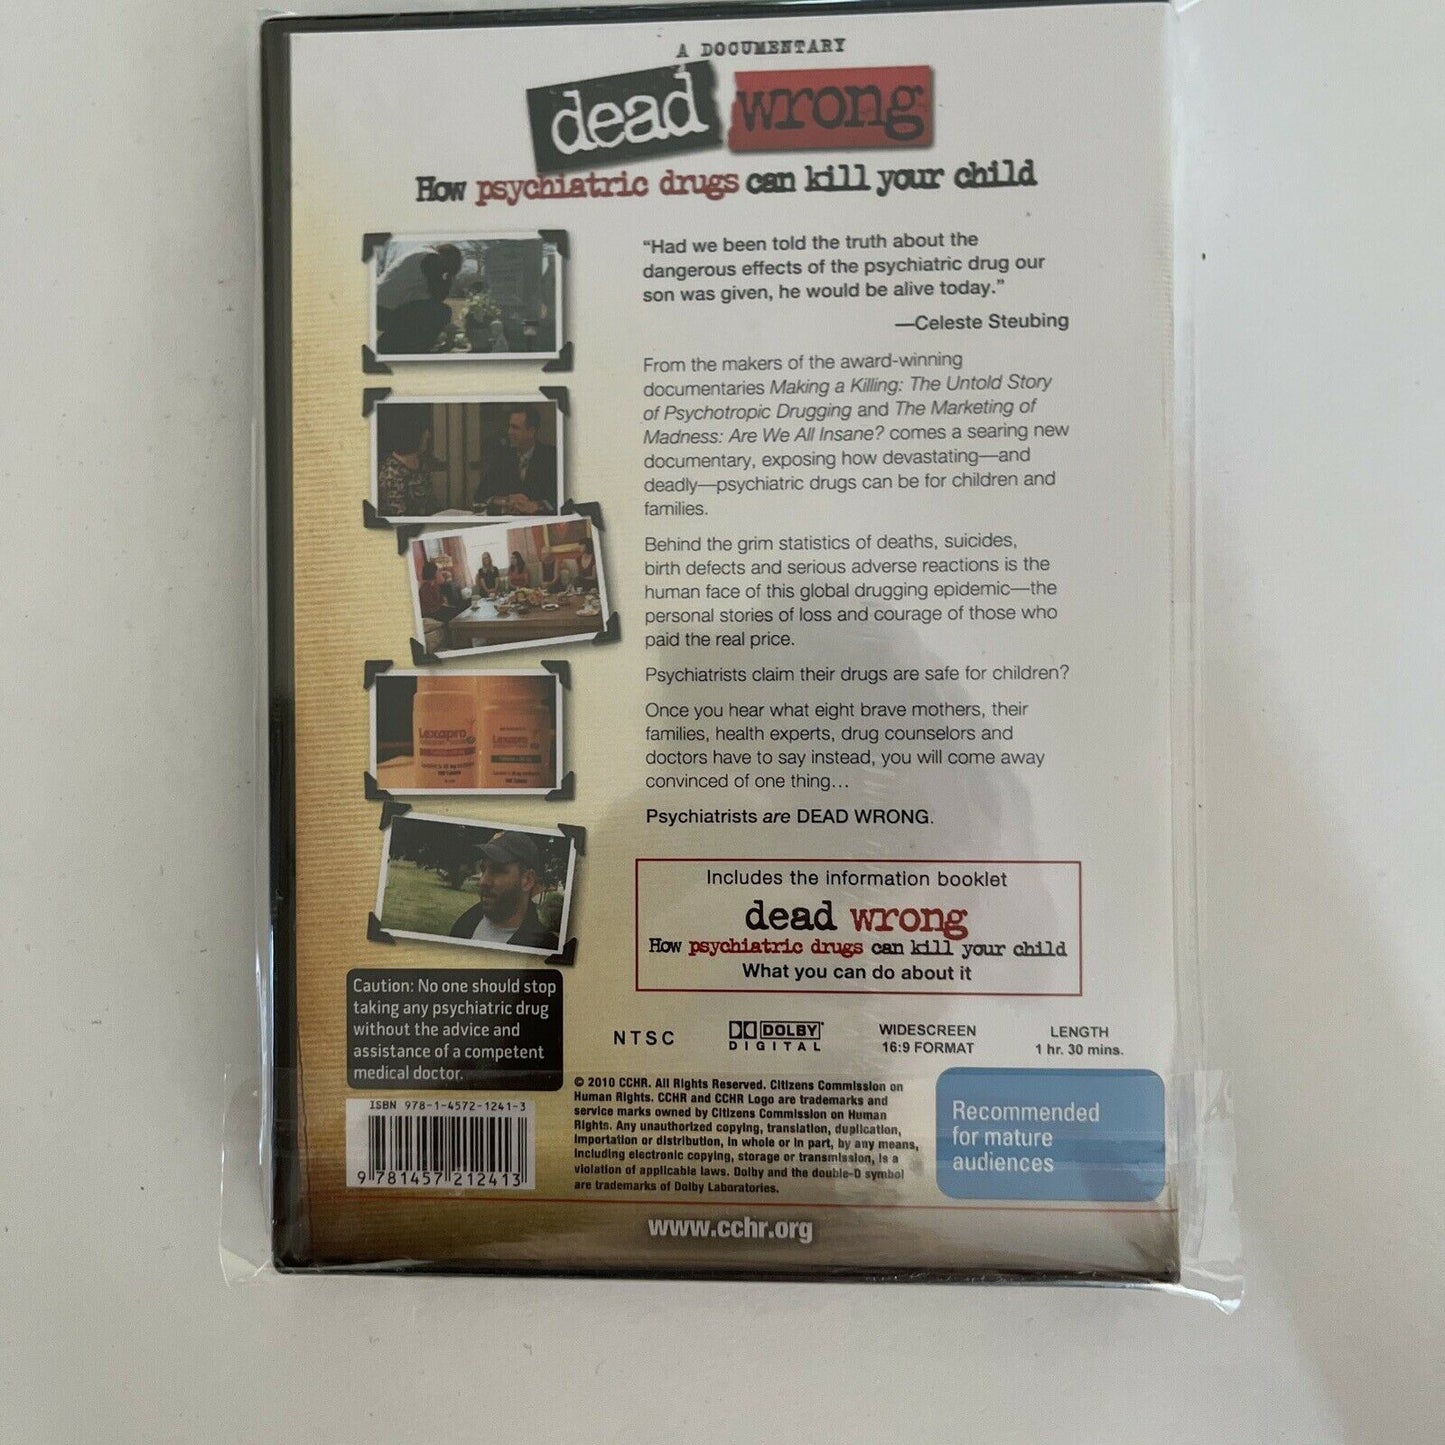 A DOCUMENTARY
dead wrong
How psychiatric drugs can kill your child
“Had we been told the truth about the
dangerous effects of the psychiatric drug our
son was given, he would be alive today.”
—Celeste Steubing
From the makers of the award-winning
documentaries Making a Killing: The Untold Story
of Psychotropic Drugging and The Marketing of
Madness: Are We All Insane? comes a searing new
documentary, exposing how devastating—and
deadly—psychiatric drugs can be for children and
families.
Behind the grim statistics of deaths, suicides,
birth defects and serious adverse reactions is the
human face of this global drugging epidemic—the
personal stories of loss and courage of those who
paid the real price.
Psychiatrists claim their drugs are safe for children?
Once you hear what eight brave mothers, their
families, health experts, drug counselors and
doctors have to say instead, you will come away
convinced of one thing…
Psychiatrists are DEAD WRONG.
Lexapro
Lexapro
Includes the information booklet
dead wrong
How psychiatric drugs can kill your child
What you can do about it
Caution: No one should stop
taking any psychiatric drug
without the advice and
assistance of a competent
medical doctor.
NTSC
DOLBY
DIGITAL
WIDESCREEN
16:9 FORMAT
LENGTH
1 hr. 30 mins.
ISBN 978-1-4572-1241-3
9 781457 212413
© 2010 CCHR. All Rights Reserved. Citizens Commission on
Human Rights. CCHR and CCHR Logo are trademarks and
service marks owned by Citizens Commission on Human
Rights. Any unauthorized copying, translation, duplication,
importation or distribution, in whole or in part, by any means,
including electronic copying, storage or transmission, is a
violation of applicable laws. Dolby and the double-D symbol
are trademarks of Dolby Laboratories.
Recommended
for mature
audiences
www.cchr.org